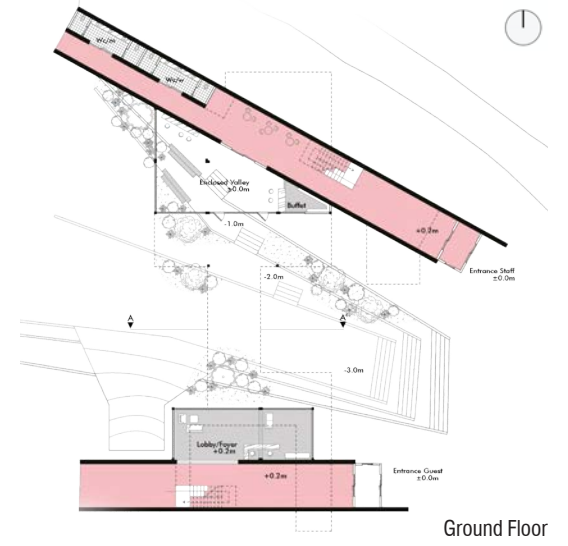 Wc/m
Wc/w
Enclosed Valley
±0.0m
Buffet
-1.0m
+0.2m
Entrance Staff
±0.0m
-2.0m
A
A'
-3.0m
Lobby/Foyer
+0.2m
+0.2m
Entrance Guest
±0.0m
Ground Floor